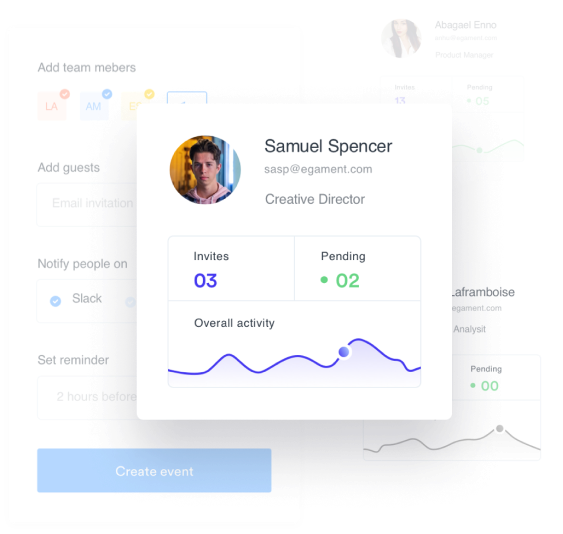 Abagael Enno
Product Manager
Invites
Pending
13
05
Add team mebers
LA
AM
Add guests
Email invitation
Notify people on
Slack
Set reminder
2 hours before
Create event
Samuel Spencer
sasp@egament.com
Creative Director
Invites
Pending
03
02
Overall activity
Laframboise
egament.com
Analysit
Pending
00